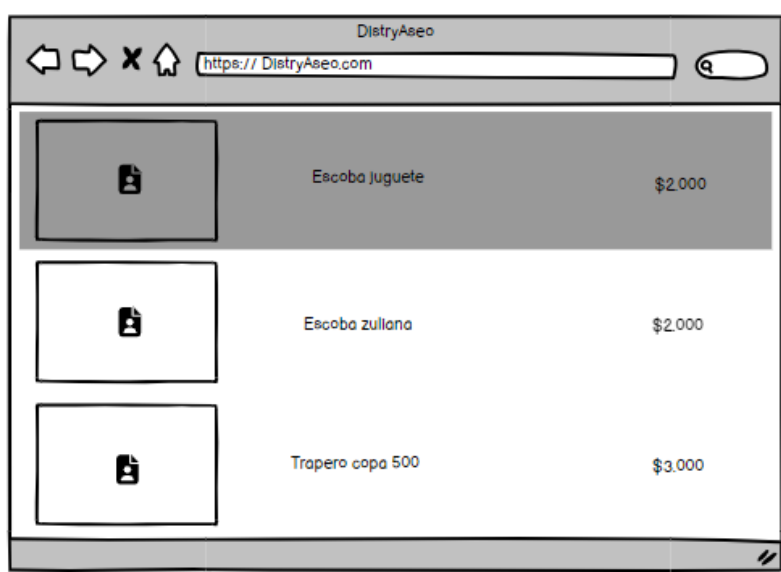 DistryAseo
https:// DistryAseo.com
Escoba juguete
$2.000
Escoba zuliana
$2.000
Trapero copa 500
$3.000